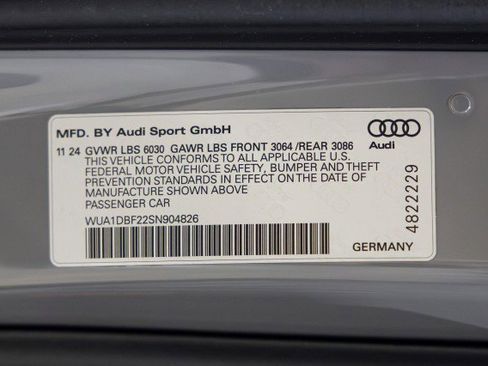 MFD. BY Audi Sport GmbH
11 24 GVWR LBS 6030 GAWR LBS FRONT 3064 /REAR 3086
THIS VEHICLE CONFORMS TO ALL APPLICABLE U.S.
FEDERAL MOTOR VEHICLE SAFETY, BUMPER AND THEFT
PREVENTION STANDARDS IN EFFECT ON THE DATE OF
MANUFACTURE SHOWN ABOVE
PASSENGER CAR
WUA1DBF22SN904826
Audi
4822229
GERMANY